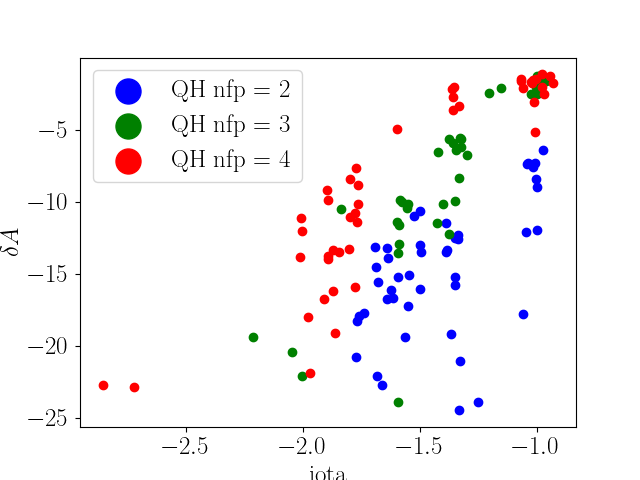 QH nfp = 2
QH nfp = 3
QH nfp = 4
δA
−5
−10
−15
−20
−25
−2.5 −2.0 −1.5 −1.0
iota